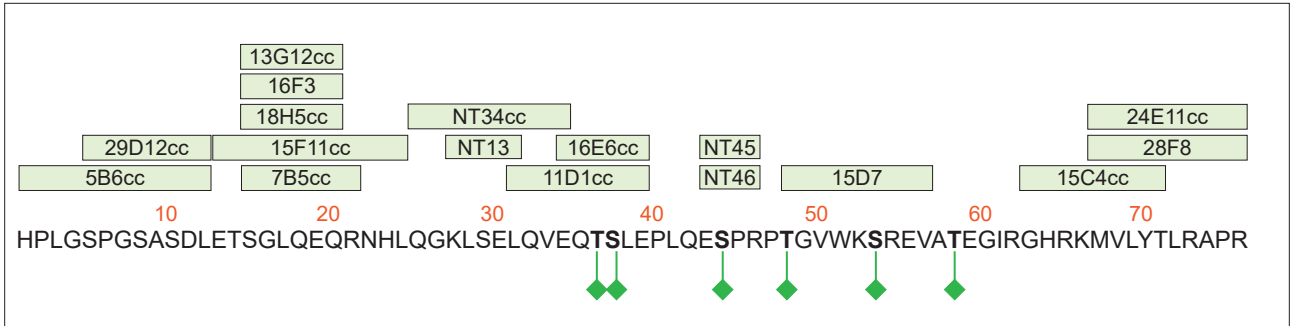 13G12cc
16F3
18H5cc NT34cc 24E11cc
29D12cc 15F11cc NT13 16E6cc NT45 28F8
5B6cc 7B5cc 11D1cc NT46 15D7 15C4cc
10 20 30 40 50 60 70
HPLGSPGSASDLETSGLQEQRNHLQGKLSELQVEQTSLEPLQESPRPTGVWKSREVATEGIRGHRKMVLYTLRAPR